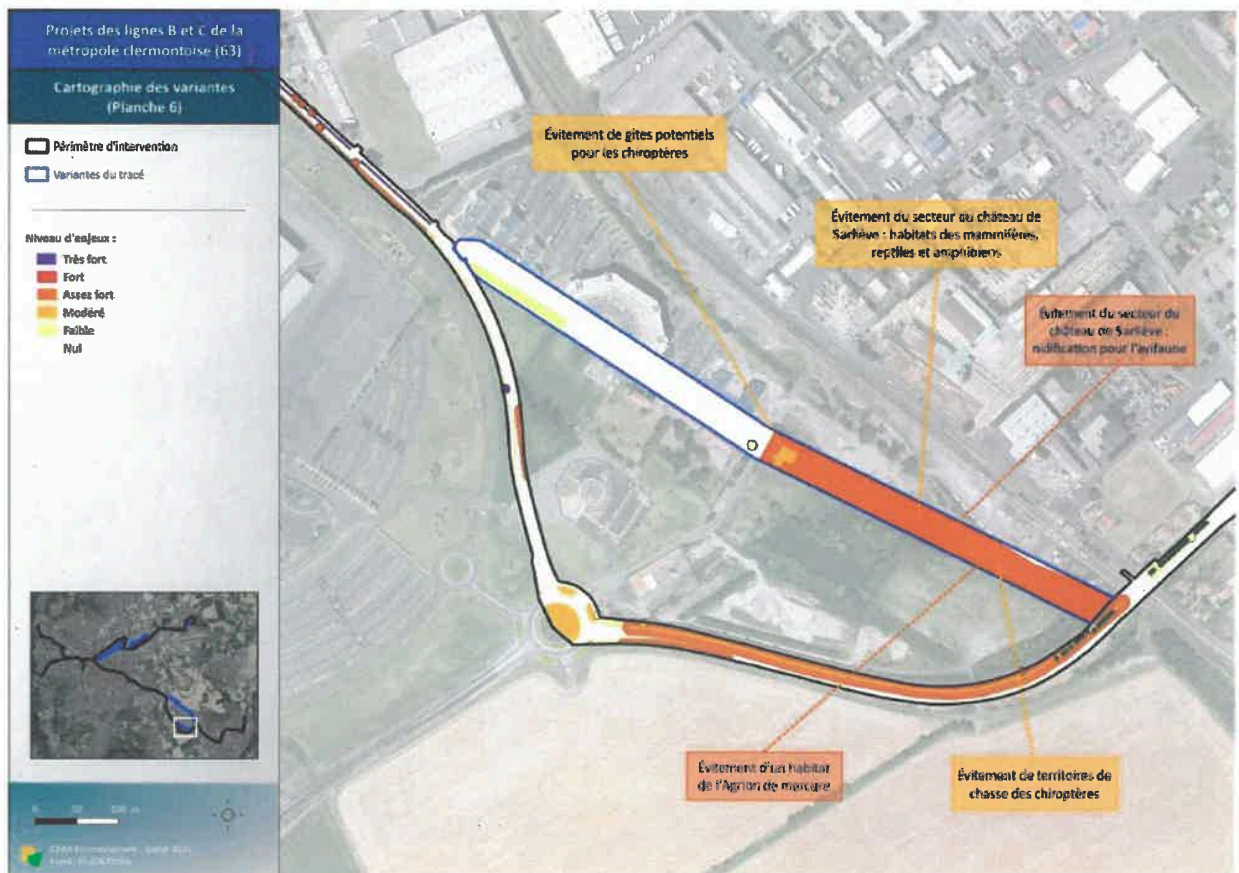 Projets des lignes B et C de la
métropole clermontoise (63)
Cartographie des variantes
(Planche 6)
Périmètre d'intervention
Variantes du tracé
Niveau d'enjeux :
Très fort
Fort
Assez fort
Modéré
Faible
Nul
Évitement de gites potentiels
pour les chiroptères
Évitement du secteur du château de
Sarliève : habitats des mammifères,
reptiles et amphibiens
Évitement du secteur du
château de Sarliève :
nidification pour l'avifaune
Évitement d'un habitat
de l'Agrion de mercure
Évitement de territoires de
chasse des chiroptères